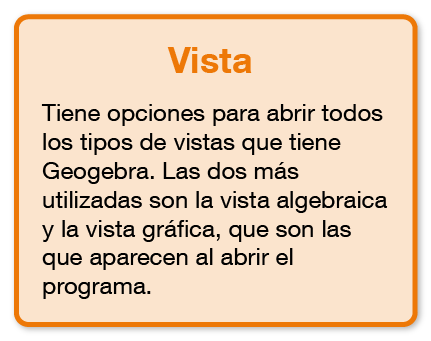 Vista
Tiene opciones para abrir todos
los tipos de vistas que tiene
Geogebra. Las dos más
utilizadas son la vista algebraica
y la vista gráfica, que son las
que aparecen al abrir el
programa.